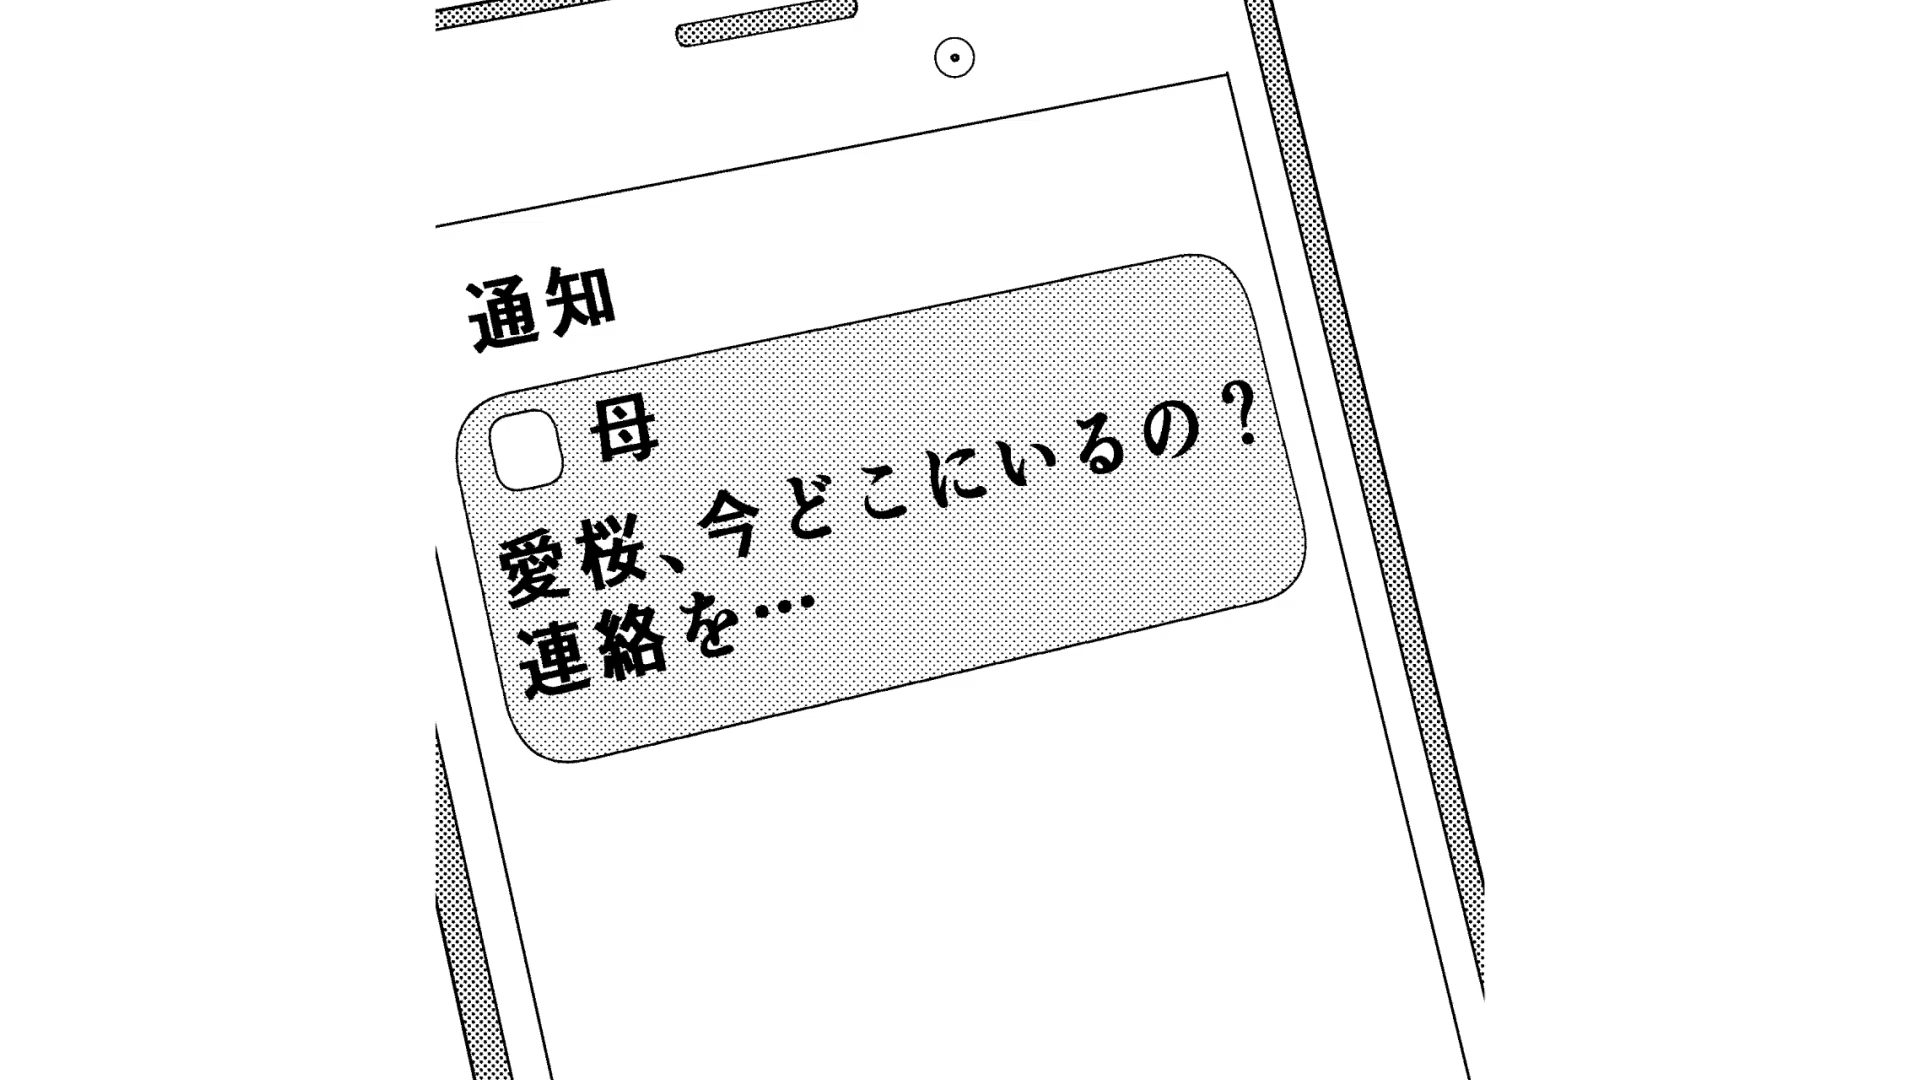 通知
母
愛桜、今どこにいるの？
連絡を…